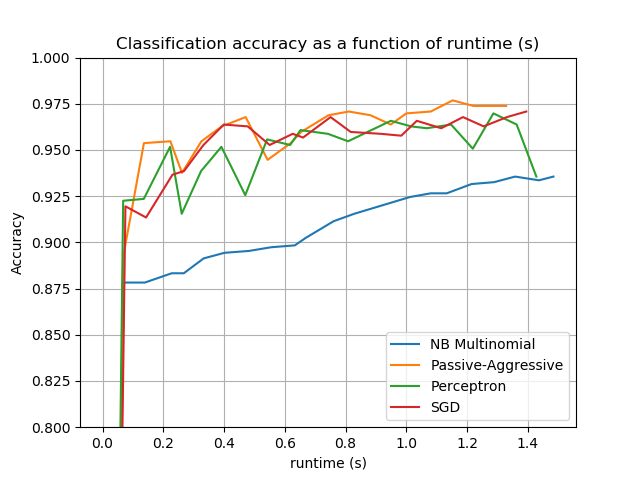 Classification accuracy as a function of runtime (s)
1.000
0.975
0.950
0.925
0.900
0.875
0.850
0.825
0.800
Accuracy
NB Multinomial
Passive-Aggressive
Perceptron
SGD
0.0 0.2 0.4 0.6 0.8 1.0 1.2 1.4
runtime (s)